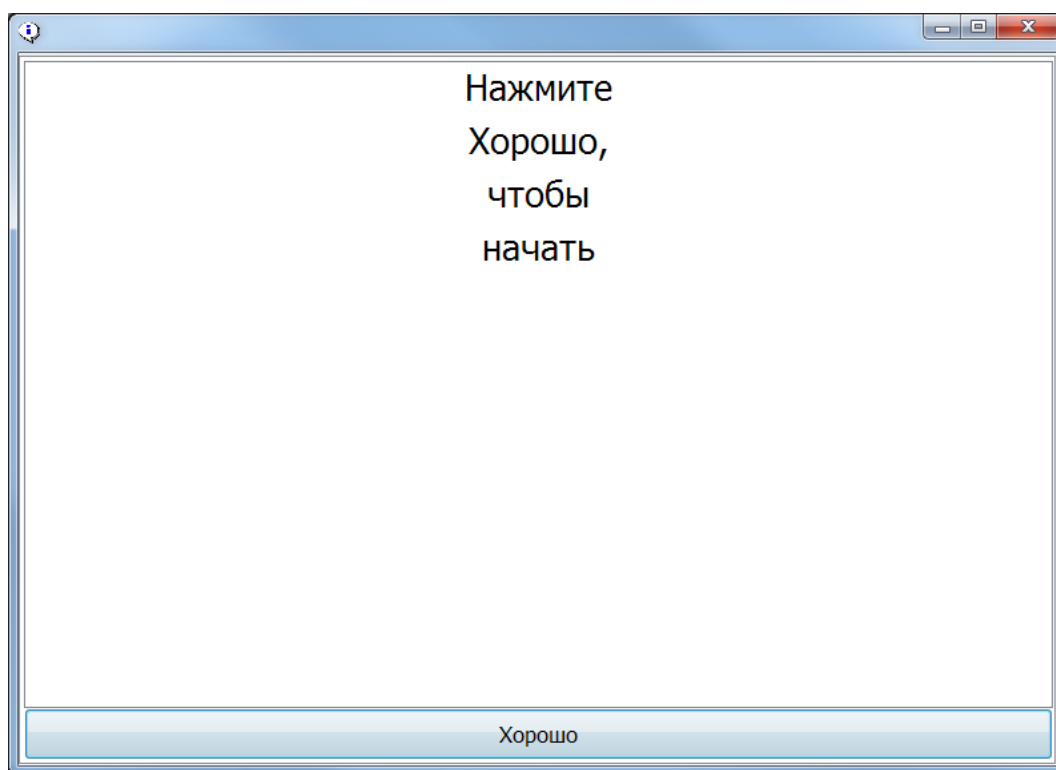 Нажмите
Хорошо,
чтобы
начать
Хорошо